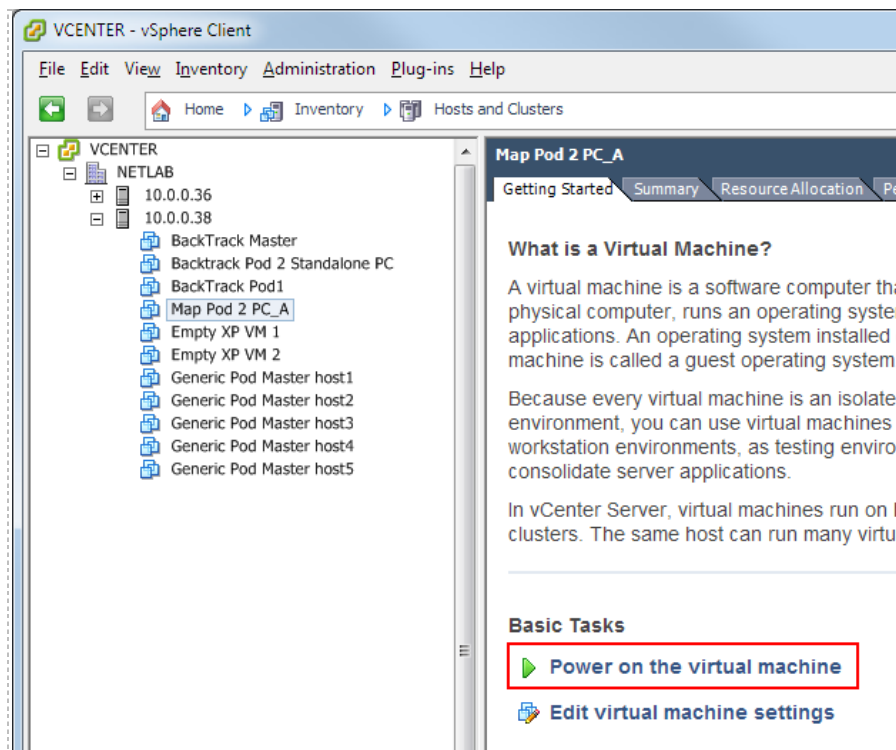 VCENTER - vSphere Client
File Edit View Inventory Administration Plug-ins Help
Home Inventory Hosts and Clusters
VCENTER
NETLAB
10.0.0.36
10.0.0.38
BackTrack Master
Backtrack Pod 2 Standalone PC
BackTrack Pod1
Map Pod 2 PC_A
Empty XP VM 1
Empty XP VM 2
Generic Pod Master host1
Generic Pod Master host2
Generic Pod Master host3
Generic Pod Master host4
Generic Pod Master host5
Map Pod 2 PC_A
Getting Started Summary Resource Allocation
What is a Virtual Machine?
A virtual machine is a software computer
physical computer, runs an operating
applications. An operating system installed
machine is called a guest operating system
Because every virtual machine is an
environment, you can use virtual machines
workstation environments, as testing
consolidate server applications.
In vCenter Server, virtual machines run on
clusters. The same host can run many
Basic Tasks
Power on the virtual machine
Edit virtual machine settings